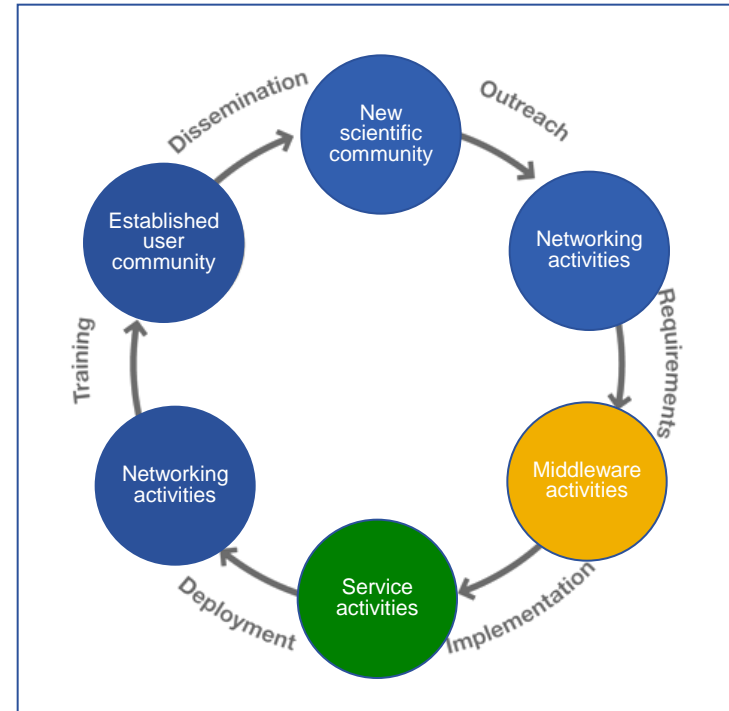 New
scientific
community
Outreach
Networking
activities
Requirements
Middleware
activities
Implementation
Service
activities
Deployment
Networking
activities
Training
Established
user
community
Dissemination